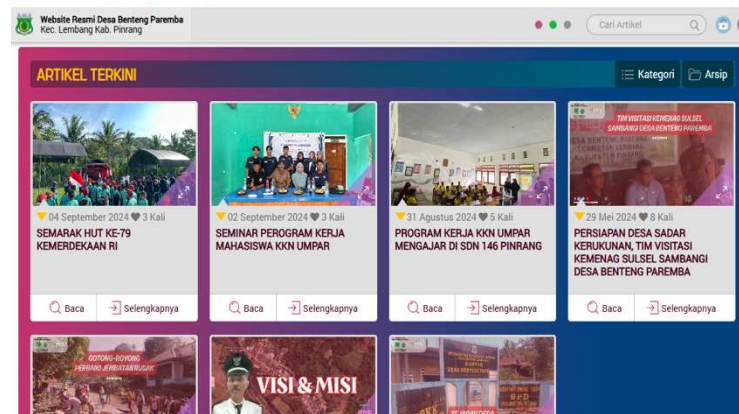 Website Resmi Desa Benteng Paremba
Kec. Lembang Kab. Pinrang
Cari Artikel
ARTIKEL TERKINI
Kategori
Arsip
TIM VISITASI KEMENAG SULSEL
SAMBANGI DESA BENTENG PAREMBA
04 September 2024 3 Kali
SEMARAK HUT KE-79
KEMERDEKAAN RI
Baca
Selengkapnya
02 September 2024 3 Kali
SEMINAR PEROGRAM KERJA
MAHASISWA KKN UMPAR
Baca
Selengkapnya
31 Agustus 2024 5 Kali
PROGRAM KERJA KKN UMPAR
MENGAJAR DI SDN 146 PINRANG
Baca
Selengkapnya
29 Mei 2024 8 Kali
PERSIAPAN DESA SADAR
KERUKUNAN, TIM VISITASI
KEMENAG SULSEL SAMBANGI
DESA BENTENG PAREMBA
Baca
Selengkapnya
GOTONG-ROYONG
JEMBATAN RUSAK
VISI & MISI